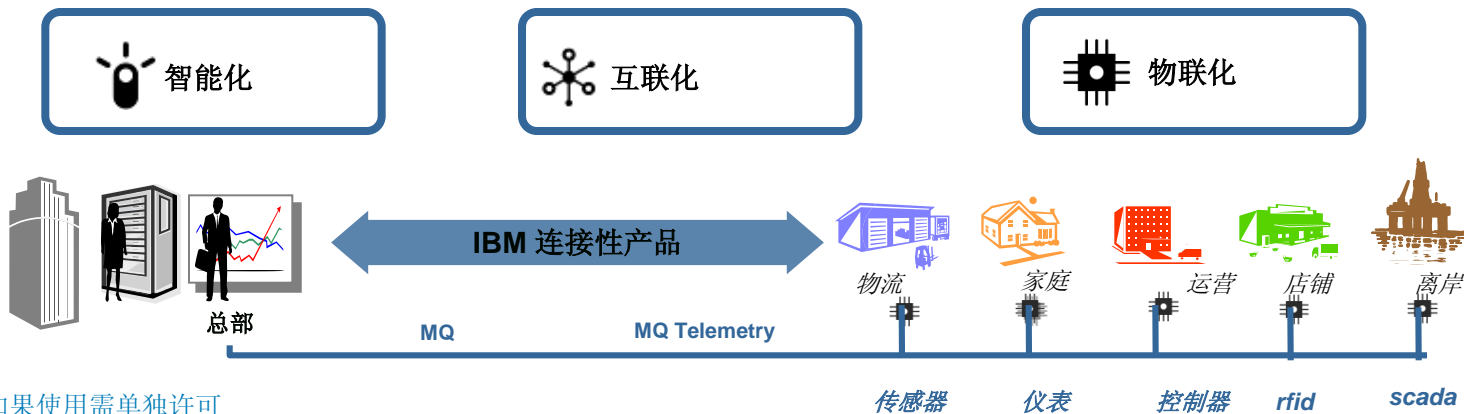 智能化
互联化
物联化
IBM 连接性产品
物流
家庭
运营
店铺
离岸
总部
MQ
MQ Telemetry
传感器
仪表
控制器
rfid
scada
如果使用需单独许可